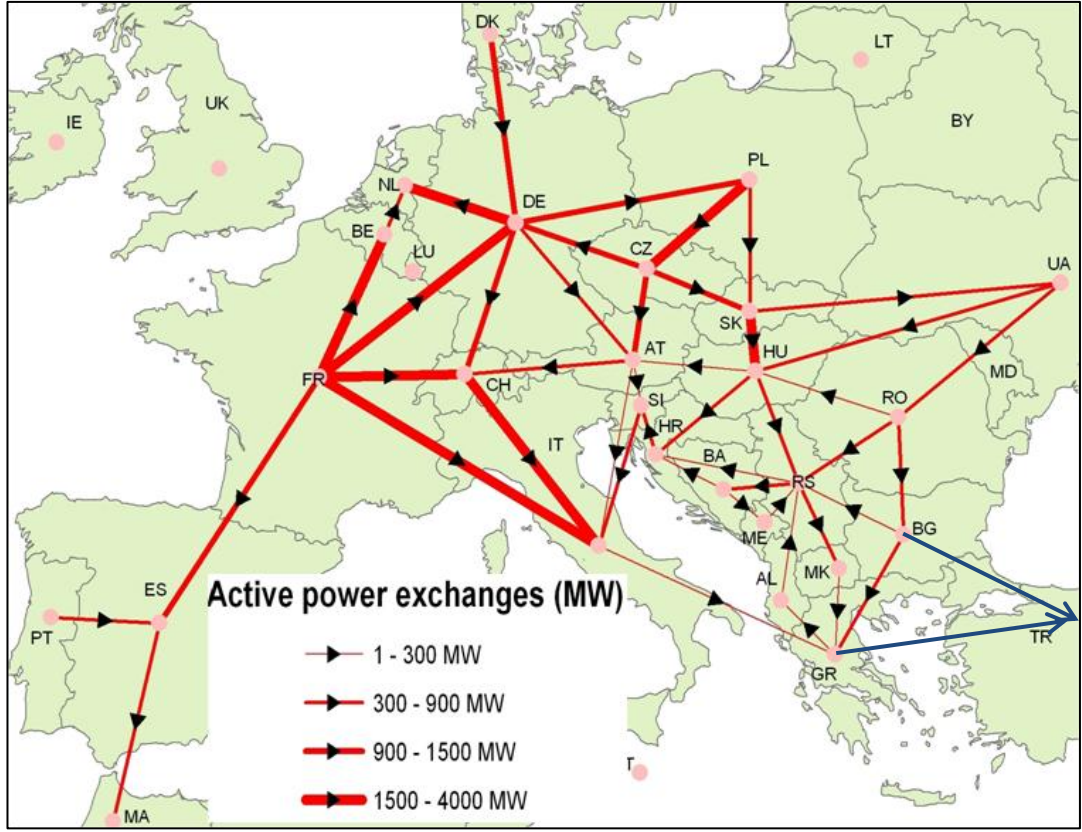 DK
LT
UK
IE
BY
PL
NL
DE
BE
CZ
LU
UA
SK
AT
HU
FR
CH
MD
SI
RO
HR
IT
BA
RS
BG
ME
AL
MK
ES
PT
TR
GR
MA
T
Active power exchanges (MW)
1 - 300 MW
300 - 900 MW
900 - 1500 MW
1500 - 4000 MW